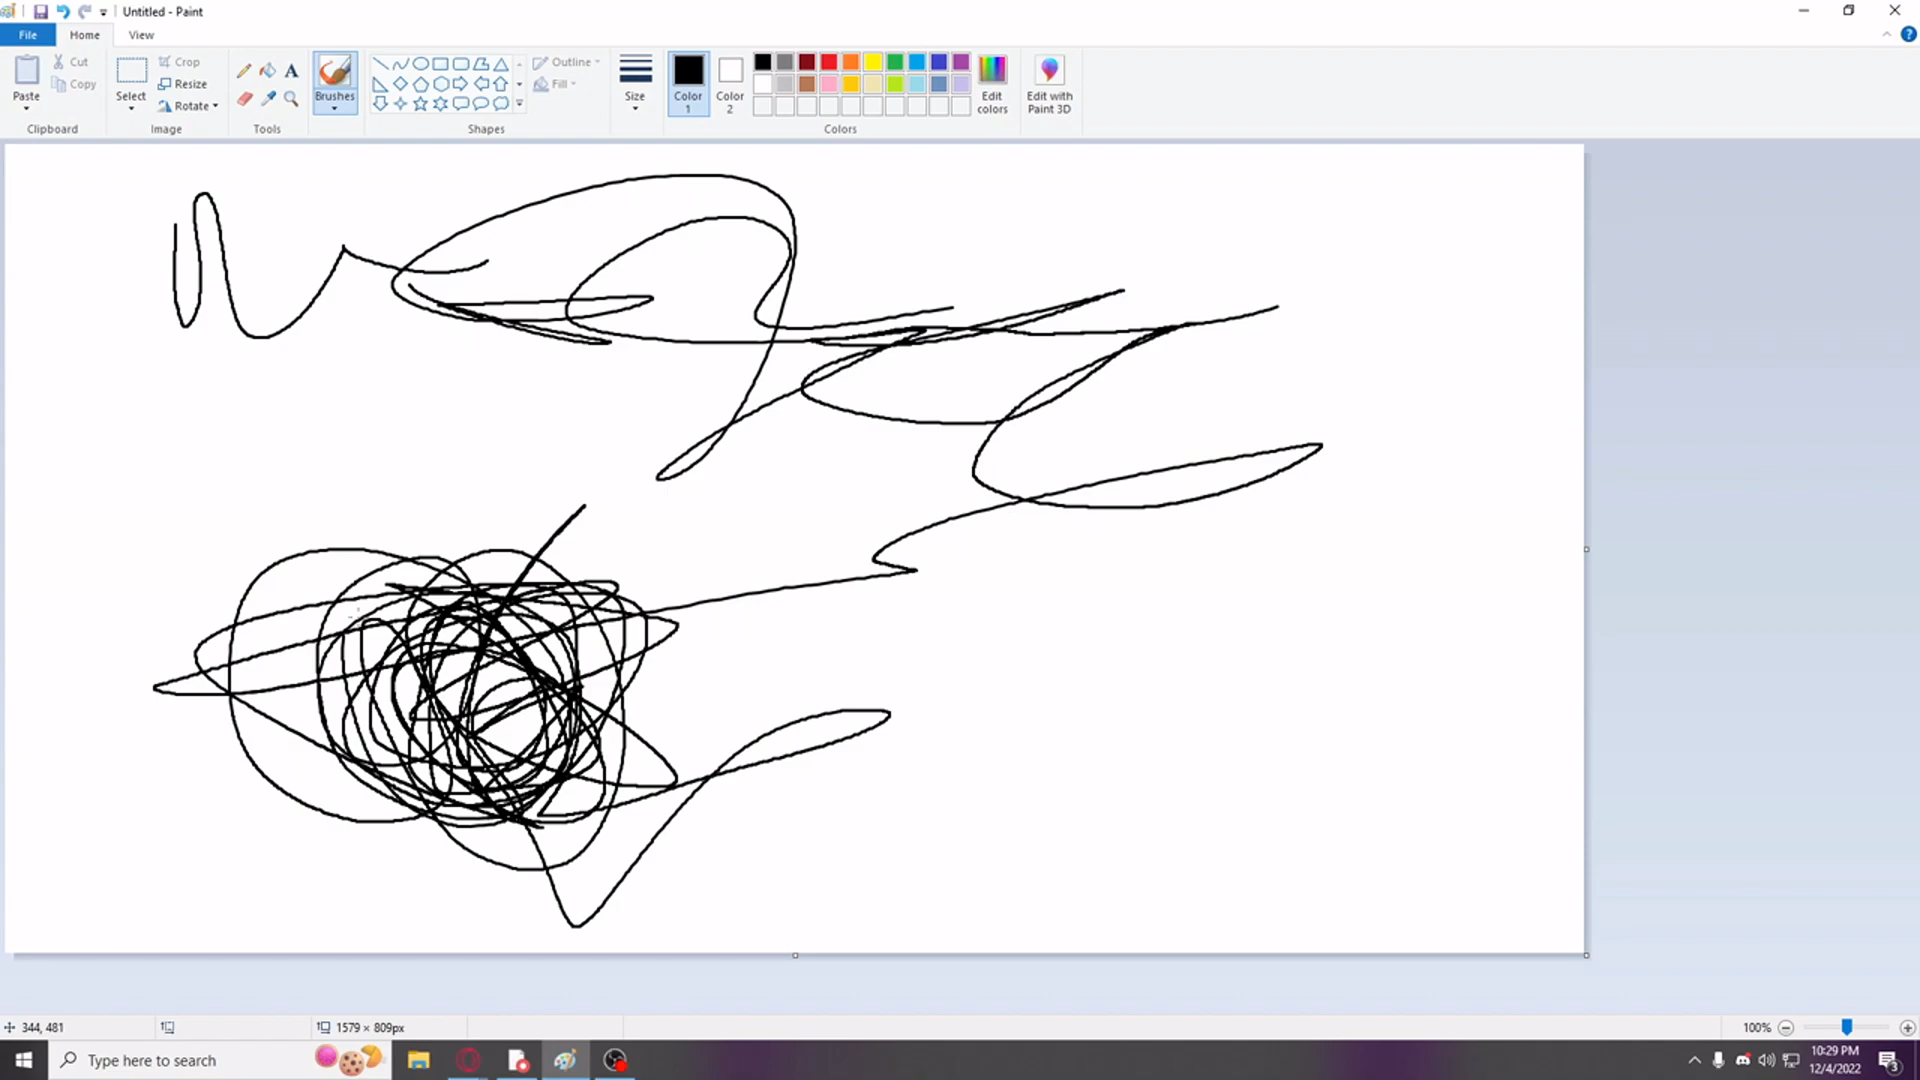 Untitled - Paint
File Home View
Paste
Cut
Copy
Clipboard
Select
Crop
Resize
Rotate
Image
A
Tools
Brushes
Outline
Fill
Shapes
Size
Color 1
Color 2
Edit colors
Colors
Edit with Paint 3D
344, 481
1579 × 809px
100%
Type here to search
10:29 PM
12/4/2022
3